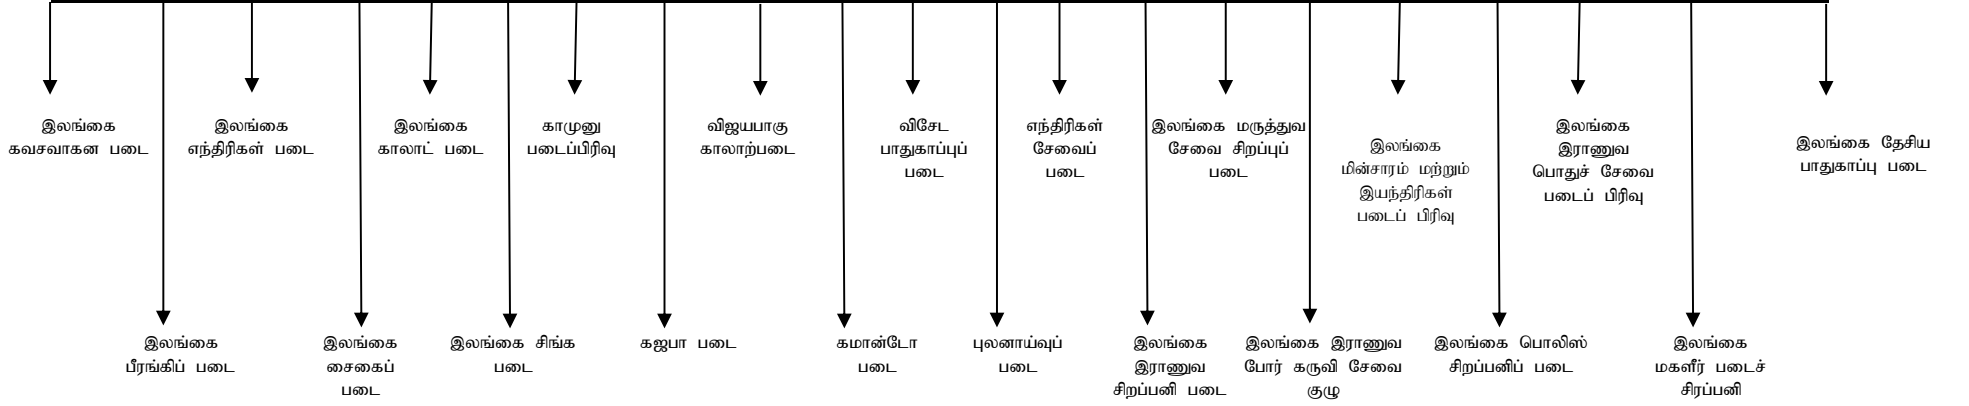 இலங்கை
கவசவாகன படை
இலங்கை
எந்திரிகள் படை
இலங்கை
காலாட் படை
காமுனு
படைப்பிரிவு
விஜயபாகு
காலாற்படை
விசேட
பாதுகாப்புப்
படை
எந்திரிகள்
சேவைப்
படை
இலங்கை மருத்துவ
சேவை சிறப்புப்
படை
இலங்கை
மின்சாரம் மற்றும்
இயந்திரிகள்
படைப் பிரிவு
இலங்கை
இராணுவ
பொதுச் சேவை
படைப் பிரிவு
இலங்கை தேசிய
பாதுகாப்பு படை
இலங்கை
பீரங்கிப் படை
இலங்கை
சைகைப்
படை
இலங்கை சிங்க
படை
கஜபா படை
கமான்டோ
படை
புலனாய்வுப்
படை
இலங்கை
இராணுவ
சிறப்பனி படை
இலங்கை இராணுவ
போர் கருவி சேவை
குழு
இலங்கை பொலிஸ்
சிறப்பனிப் படை
இலங்கை
மகளீர் படைச்
சிரப்பனி